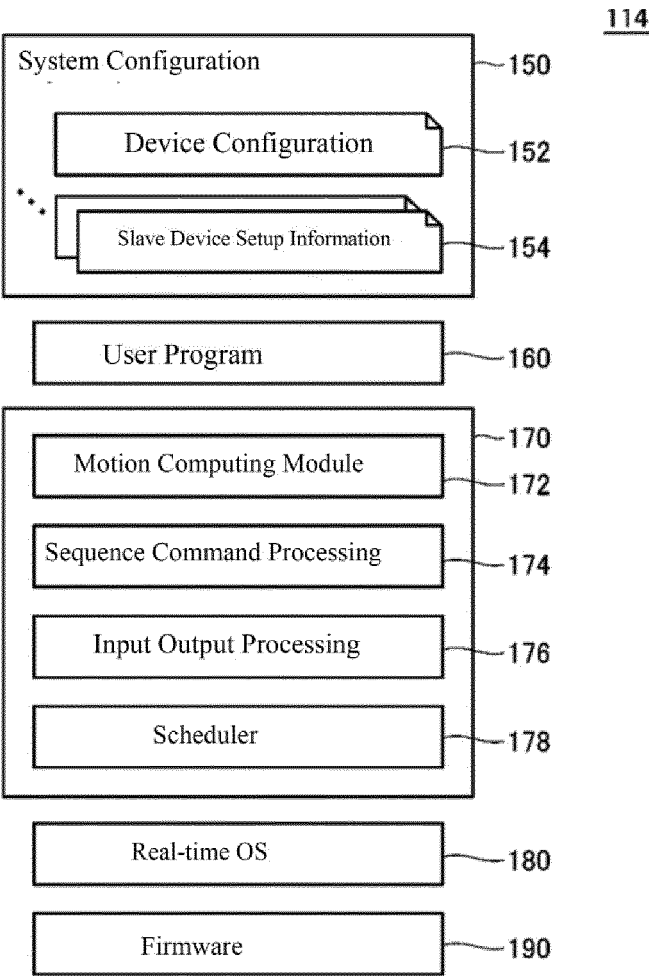 114
System Configuration
150
Device Configuration
152
Slave Device Setup Information
154
User Program
160
170
Motion Computing Module
172
Sequence Command Processing
174
Input Output Processing
176
Scheduler
178
Real-time OS
180
Firmware
190